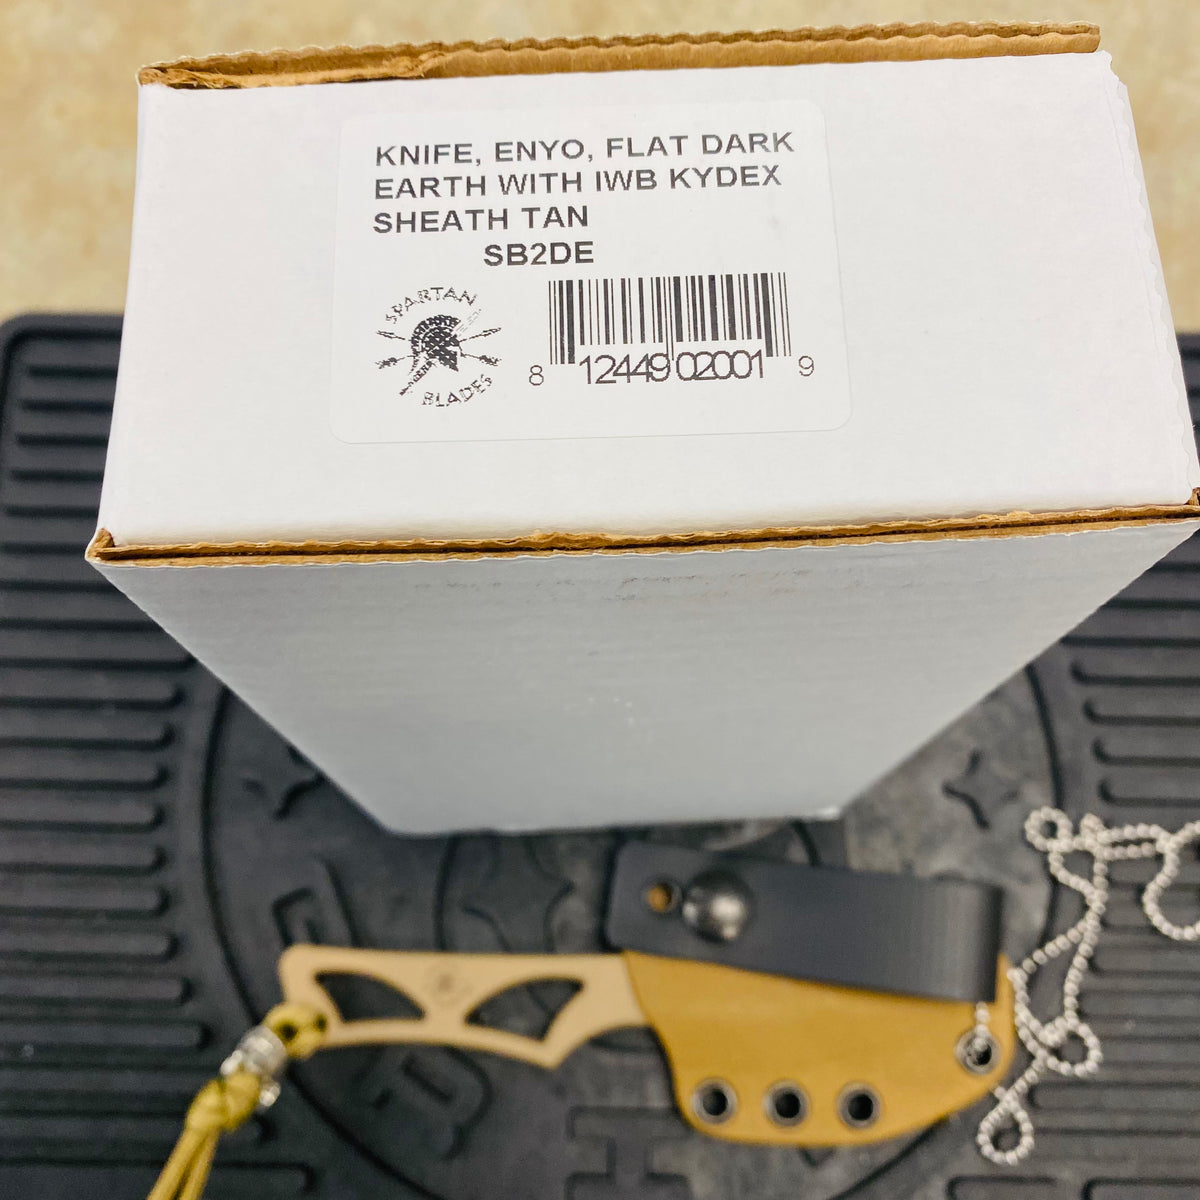 KNIFE, ENYO, FLAT DARK
EARTH WITH IWB KYDEX
SHEATH TAN
SB2DE
SPARTAN
BLADES
8 12449 02001 9